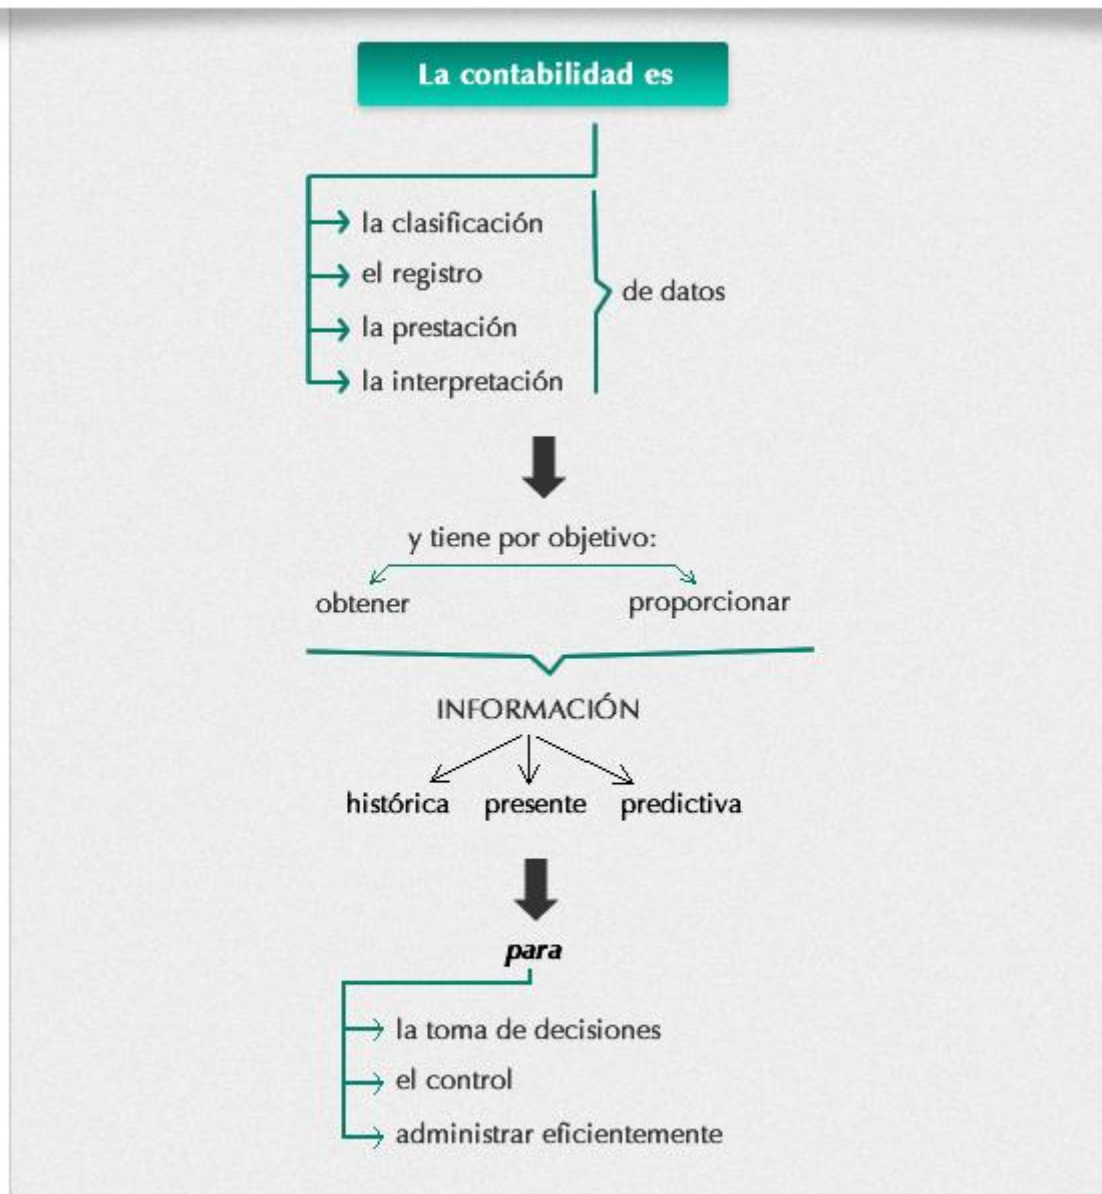 La contabilidad es
la clasificación
el registro
la prestación
la interpretación
de datos
y tiene por objetivo:
obtener
proporcionar
INFORMACIÓN
histórica presente predictiva
para
la toma de decisiones
el control
administrar eficientemente